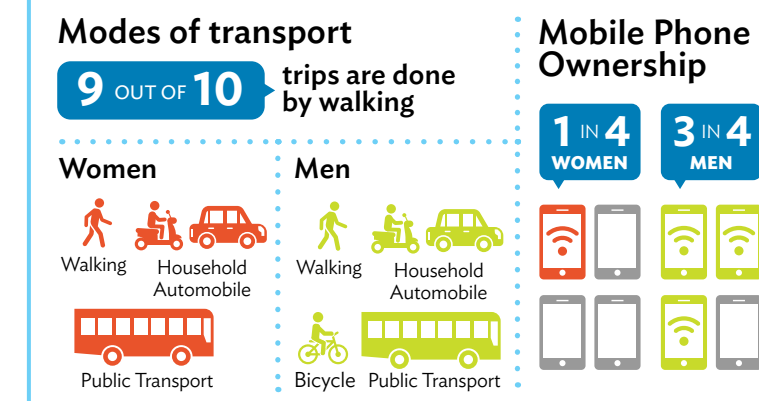 Modes of transport
9 OUT OF 10
trips are done
by walking
Women
Walking
Household
Automobile
Public Transport
Men
Walking
Household
Automobile
Bicycle
Public Transport
Mobile Phone
Ownership
1 IN 4
WOMEN
3 IN 4
MEN